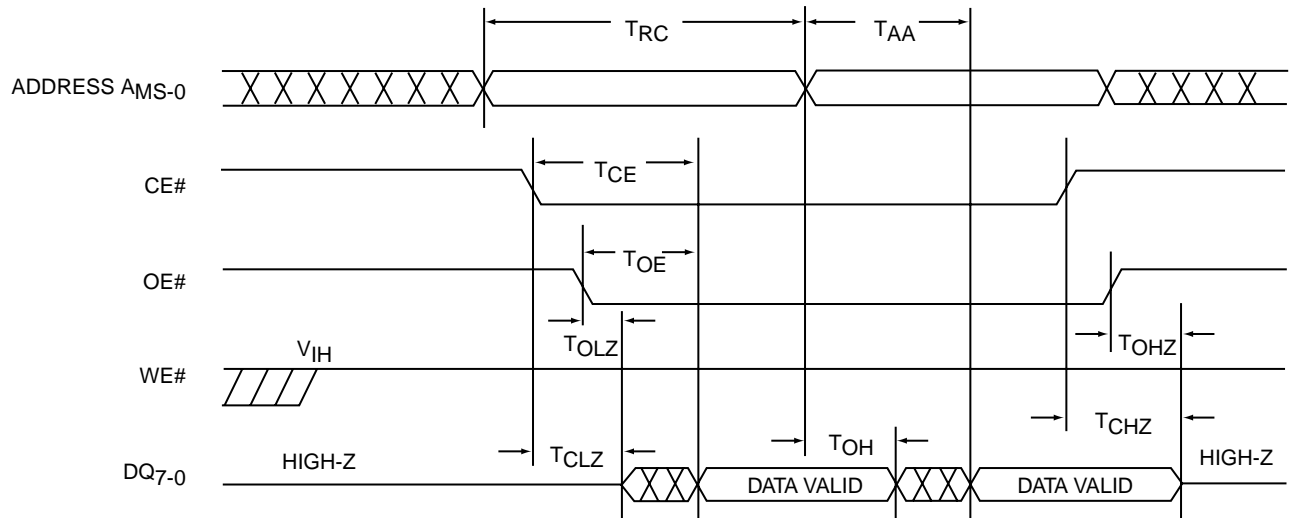 TRC
TAA
ADDRESS AMS-0
TCE
CE#
TOE
OE#
TOLZ
TOHZ
VIH
WE#
TCLZ
TOH
TCHZ
HIGH-Z
HIGH-Z
DQ7-0
DATA VALID
DATA VALID